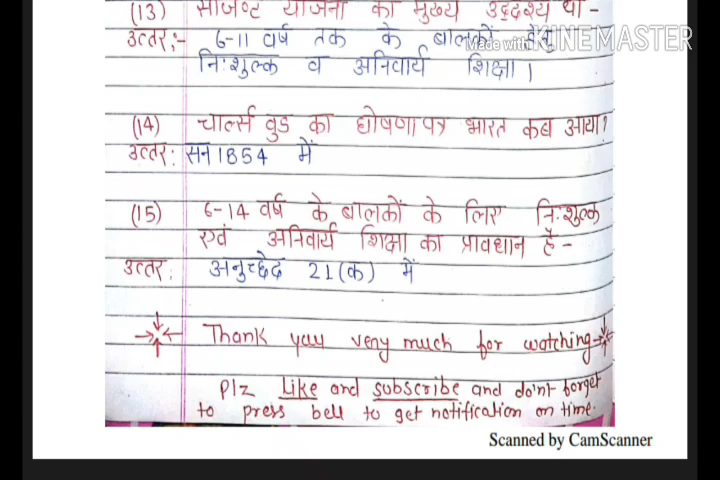 (13) सार्जेण्ट योजना का मुख्य उद्देश्य था -
उत्तर:- 6-11 वर्ष तक के बालकों हेतु
Made with KINEMASTER
नि:शुल्क व अनिवार्य शिक्षा।
(14) चार्ल्स वुड का घोषणा पत्र भारत कब आया?
उत्तर: सन 1854 में
(15) 6-14 वर्ष के बालकों के लिए नि:शुल्क
एवं अनिवार्य शिक्षा का प्रावधान है-
उत्तर: अनुच्छेद 21(क) में
Thank you very much for watching
Plz Like and subscribe and don't forget
to press bell to get notification on time.
Scanned by CamScanner